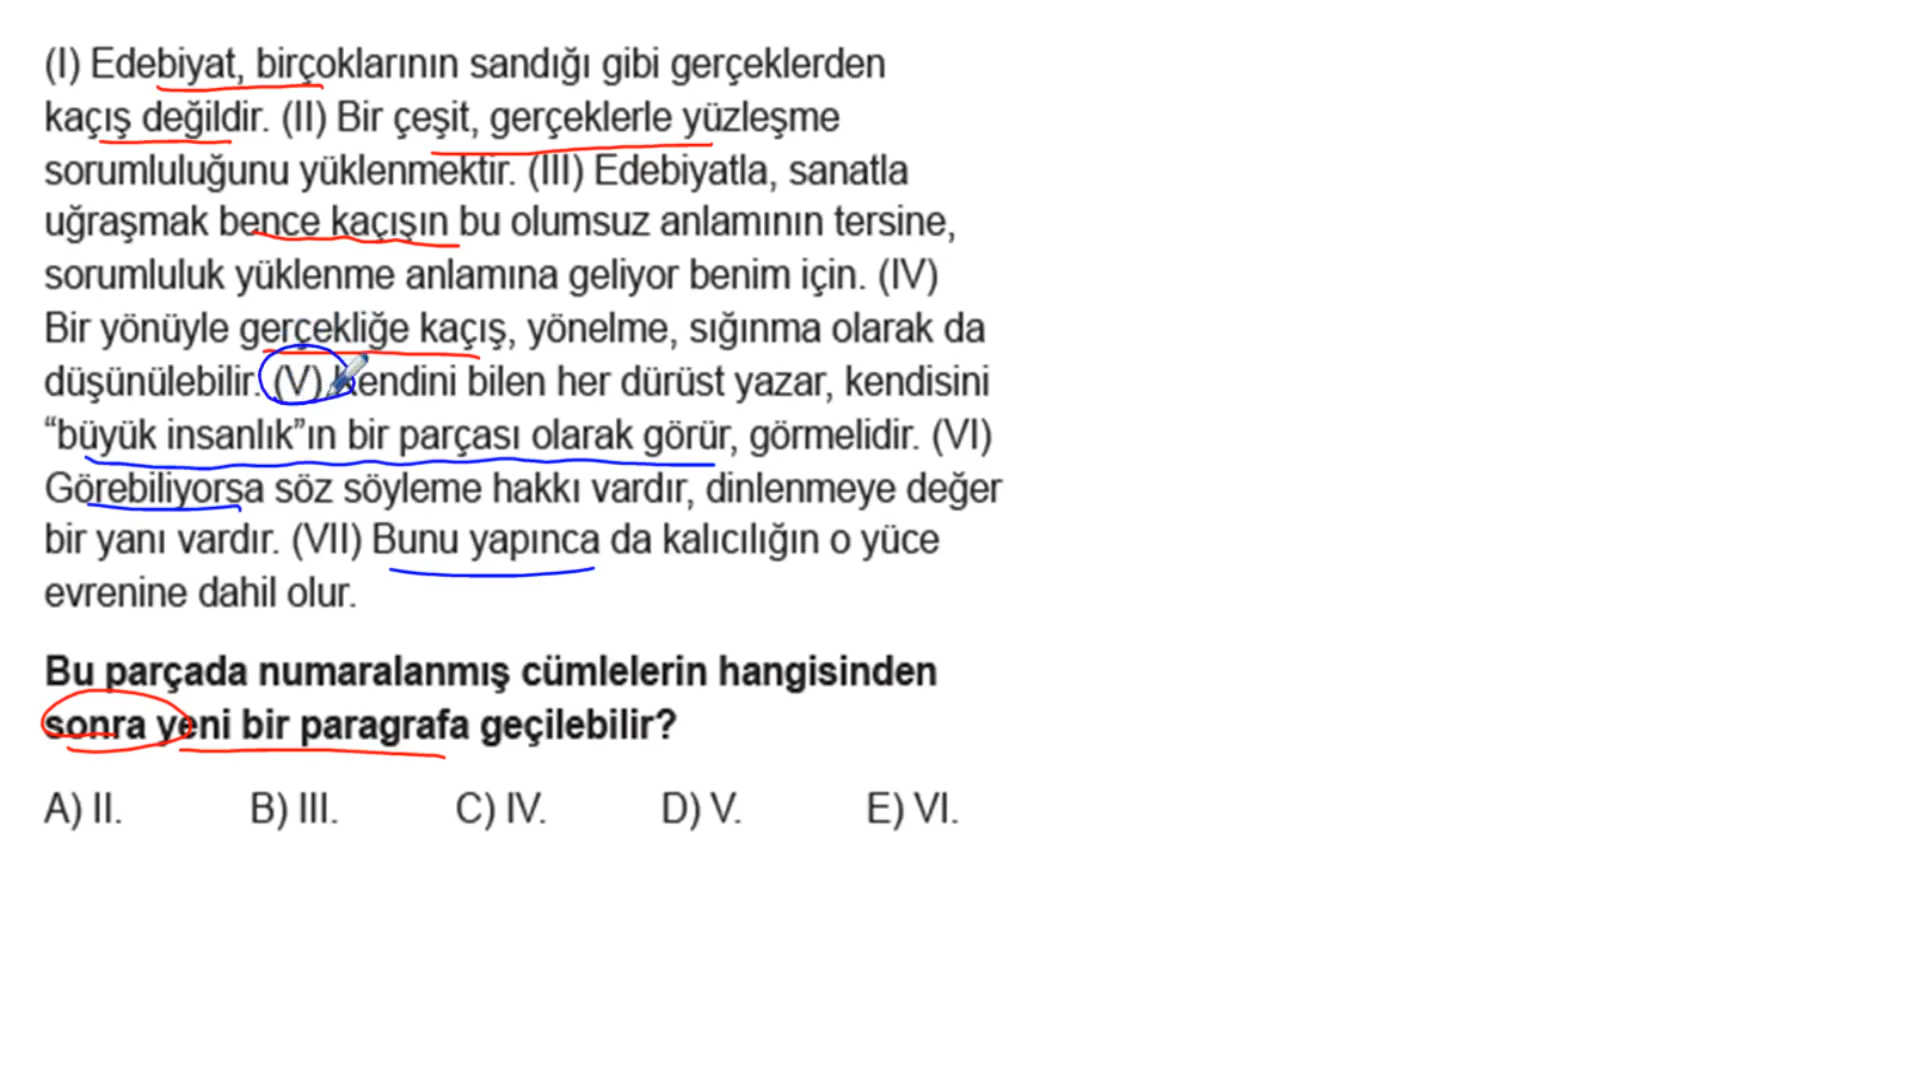 (I) Edebiyat, birçoklarının sandığı gibi gerçeklerden
kaçış değildir. (II) Bir çeşit, gerçeklerle yüzleşme
sorumluluğunu yüklenmektir. (III) Edebiyatla, sanatla
uğraşmak bence kaçışın bu olumsuz anlamının tersine,
sorumluluk yüklenme anlamına geliyor benim için. (IV)
Bir yönüyle gerçekliğe kaçış, yönelme, sığınma olarak da
düşünülebilir. (V) Kendini bilen her dürüst yazar, kendisini
“büyük insanlık”ın bir parçası olarak görür, görmelidir. (VI)
Görebiliyorsa söz söyleme hakkı vardır, dinlenmeye değer
bir yanı vardır. (VII) Bunu yapınca da kalıcılığın o yüce
evrenine dahil olur.
Bu parçada numaralanmış cümlelerin hangisinden
sonra yeni bir paragrafa geçilebilir?
A) II. B) III. C) IV. D) V. E) VI.